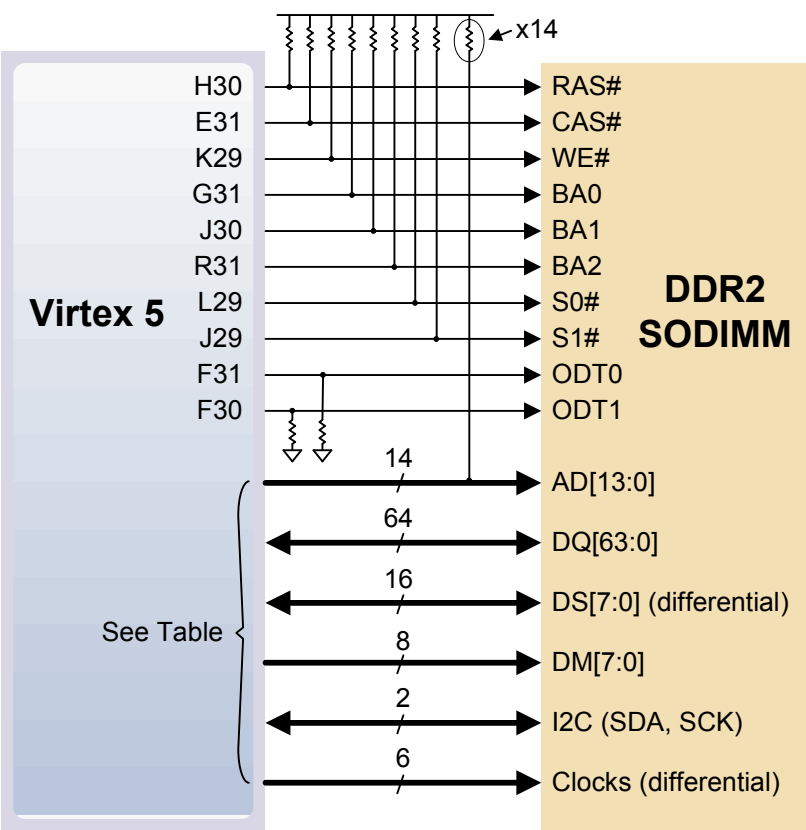 x14
H30 RAS#
E31 CAS#
K29 WE#
G31 BA0
J30 BA1
R31 BA2
L29 S0#
J29 S1#
F31 ODT0
F30 ODT1
Virtex 5
DDR2
SODIMM
14 AD[13:0]
64 DQ[63:0]
16 DS[7:0] (differential)
See Table
8 DM[7:0]
2 I2C (SDA, SCK)
6 Clocks (differential)